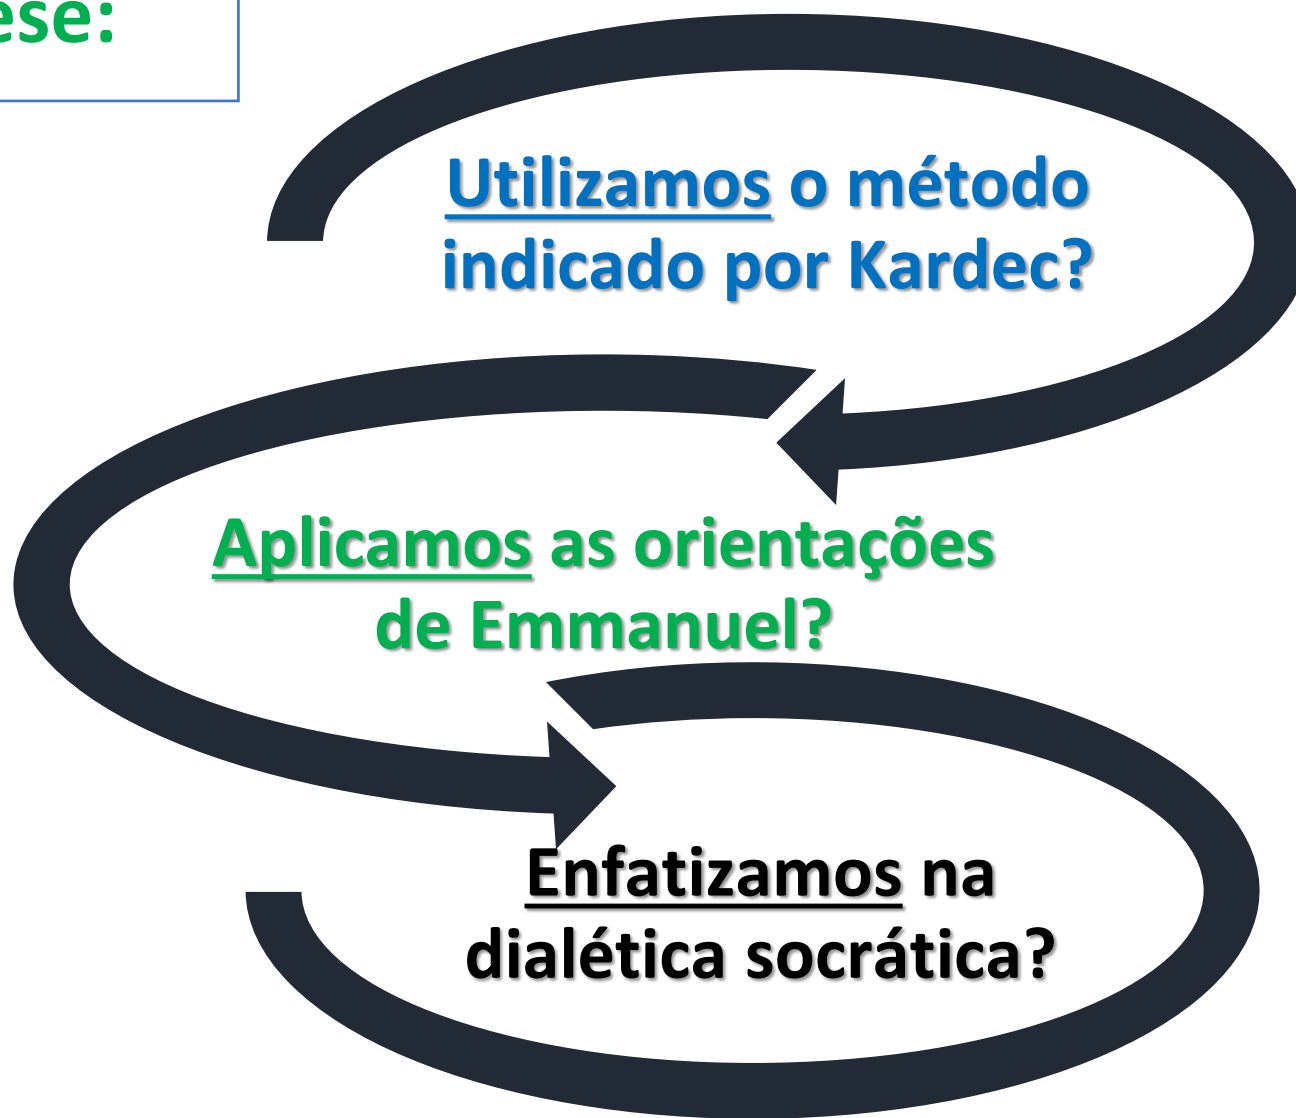 ese:
Utilizamos o método
indicado por Kardec?
Aplicamos as orientações
de Emmanuel?
Enfatizamos na
dialética socrática?